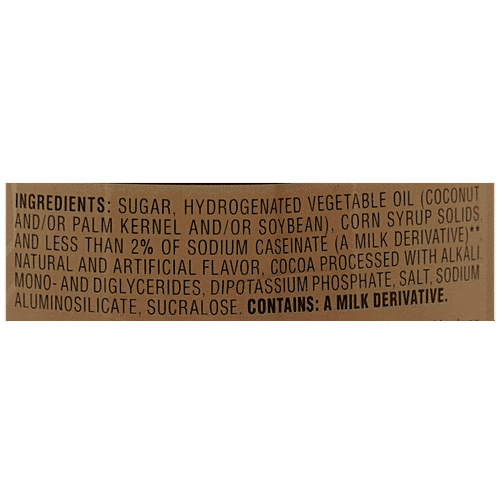 INGREDIENTS: SUGAR, HYDROGENATED VEGETABLE OIL (COCONUT
AND/OR PALM KERNEL AND/OR SOYBEAN), CORN SYRUP SOLIDS,
AND LESS THAN 2% OF SODIUM CASEINATE (A MILK DERIVATIVE)**
NATURAL AND ARTIFICIAL FLAVOR, COCOA PROCESSED WITH ALKALI,
MONO- AND DIGLYCERIDES, DIPOTASSIUM PHOSPHATE, SALT, SODIUM
ALUMINOSILICATE, SUCRALOSE. CONTAINS: A MILK DERIVATIVE.